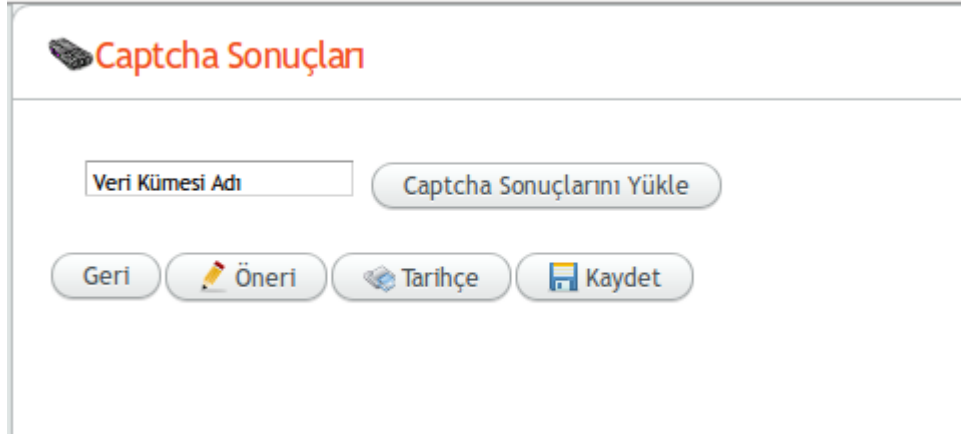 Captcha Sonuçları
Veri Kümesi Adı Captcha Sonuçlarını Yükle
Geri Öneri Tarihçe Kaydet